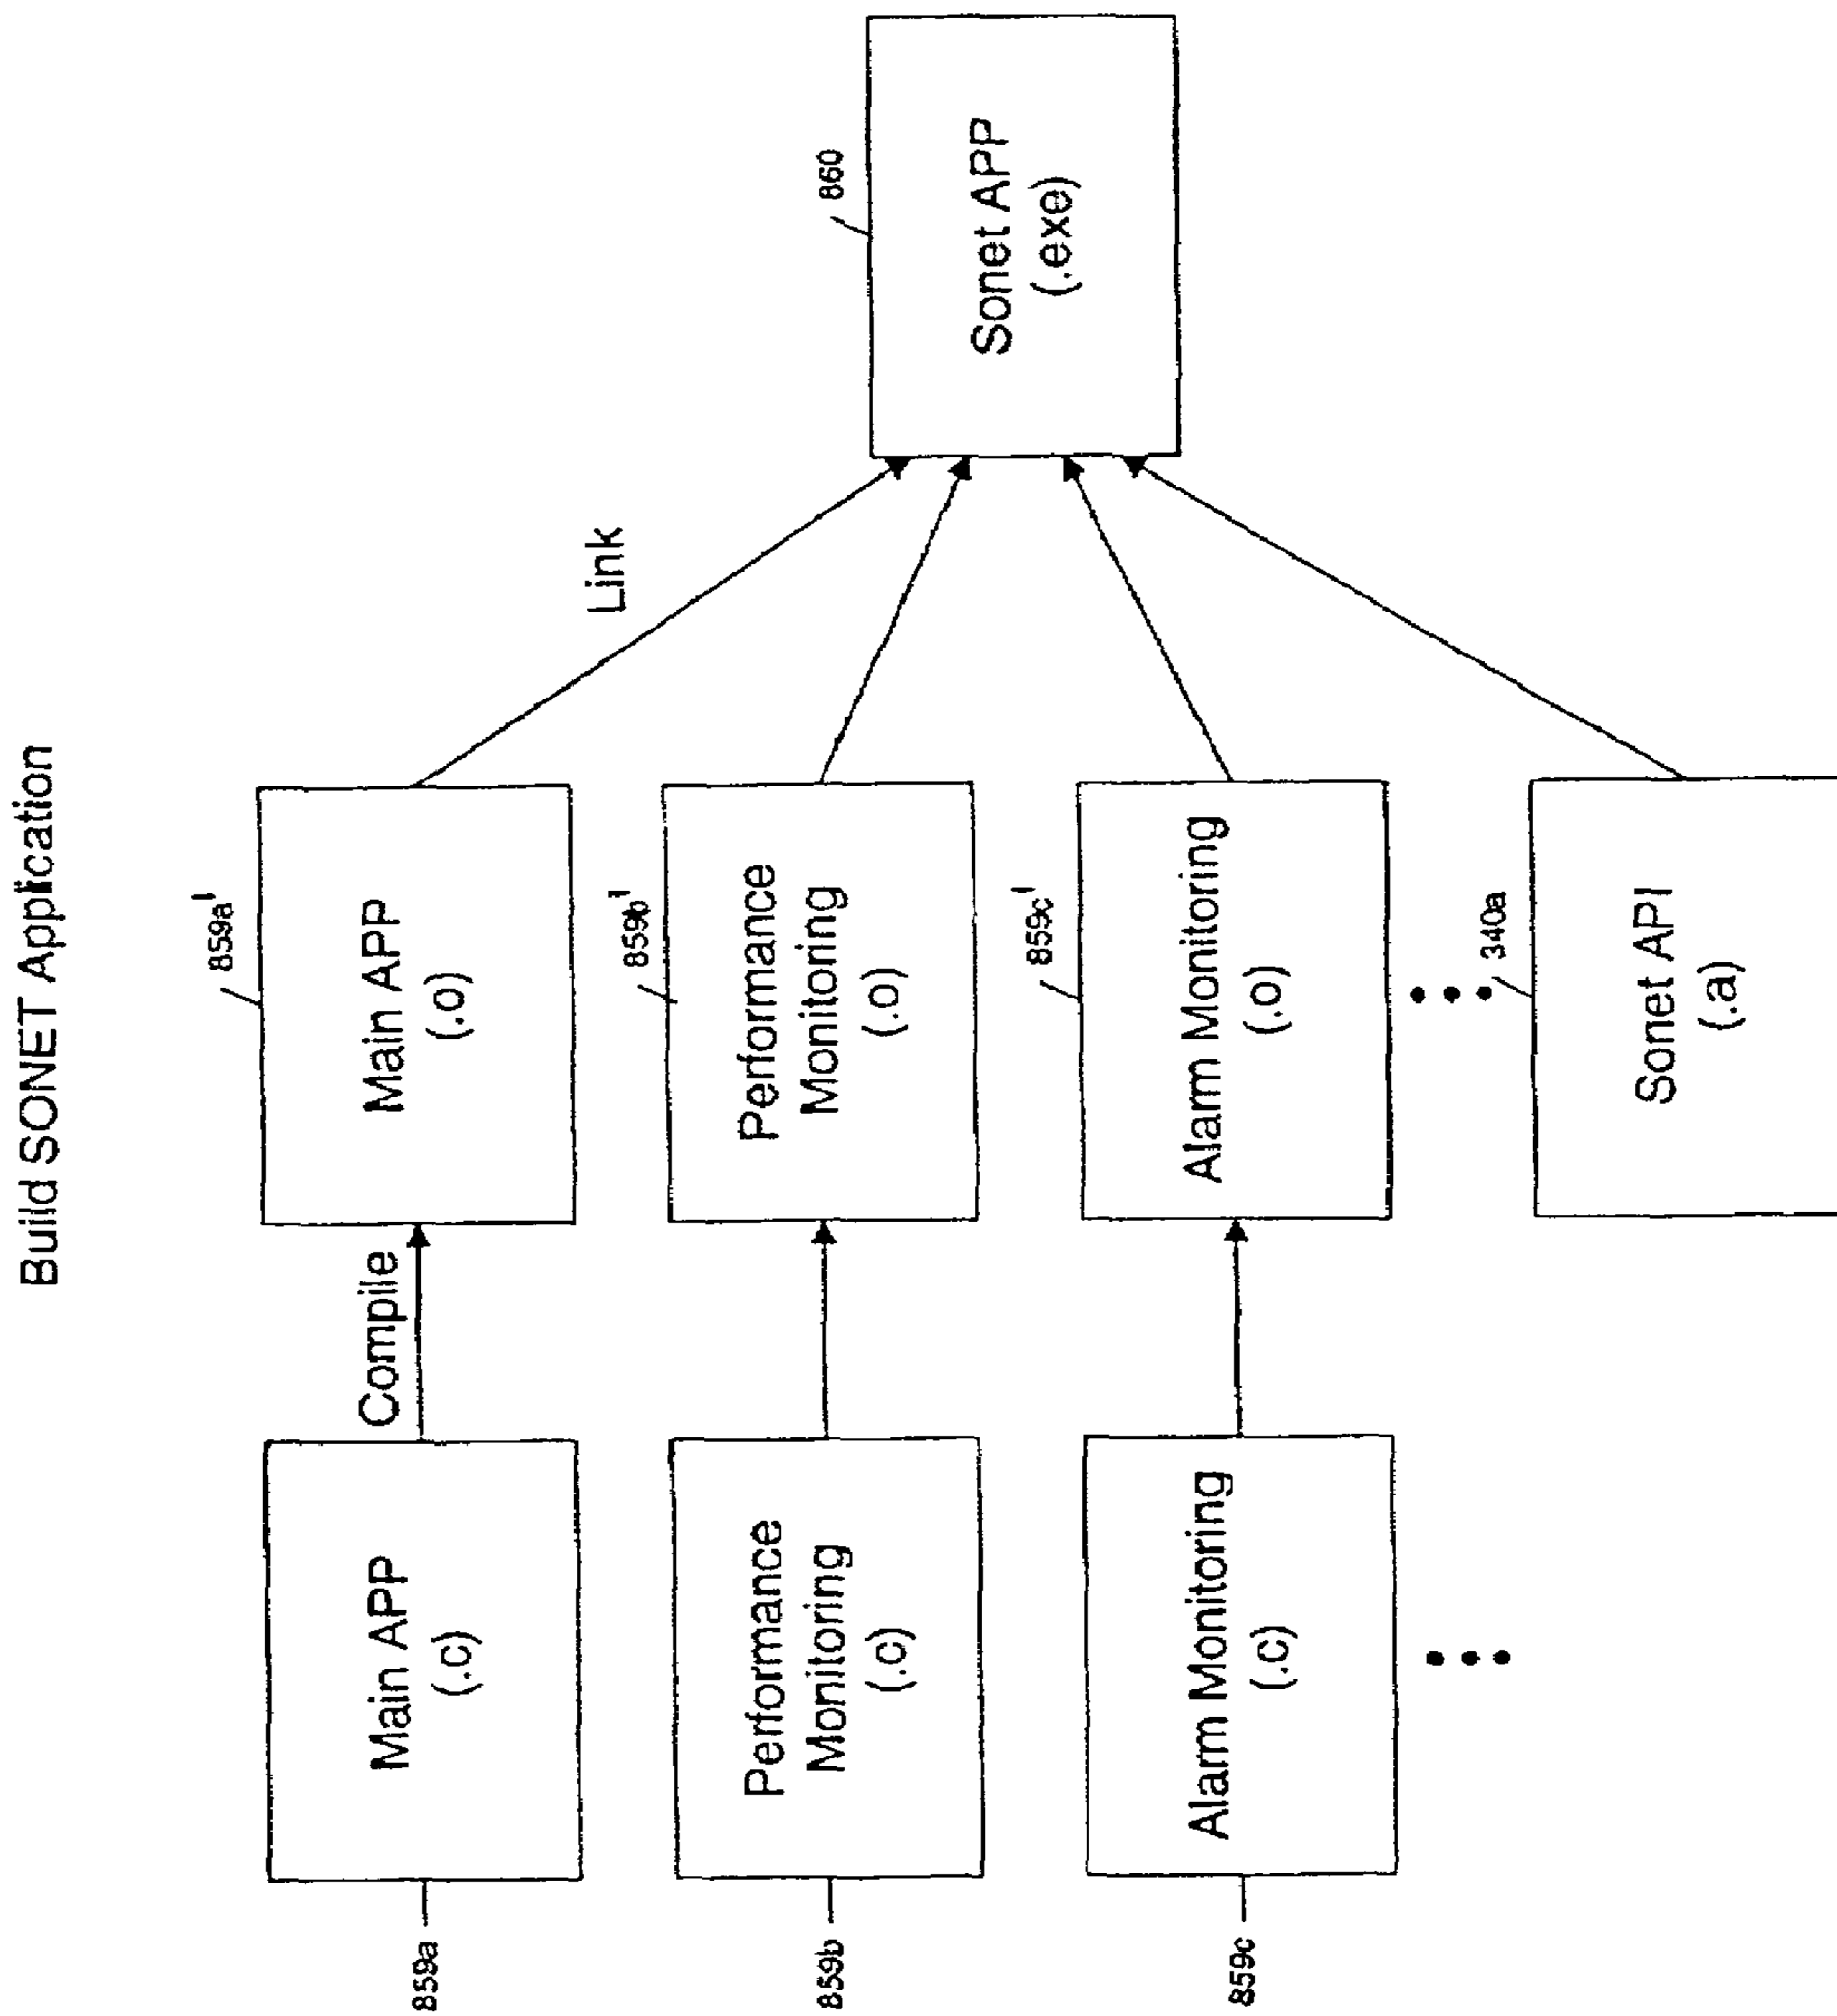 Build SONET Application
859a
Main APP
(.c)
Compile
859a'
Main APP
(.o)
Link
859b
Performance
Monitoring
(.c)
859b'
Performance
Monitoring
(.o)
860
Sonet APP
(.exe)
859c
Alarm Monitoring
(.c)
859c'
Alarm Monitoring
(.o)
340a
Sonet API
(.a)